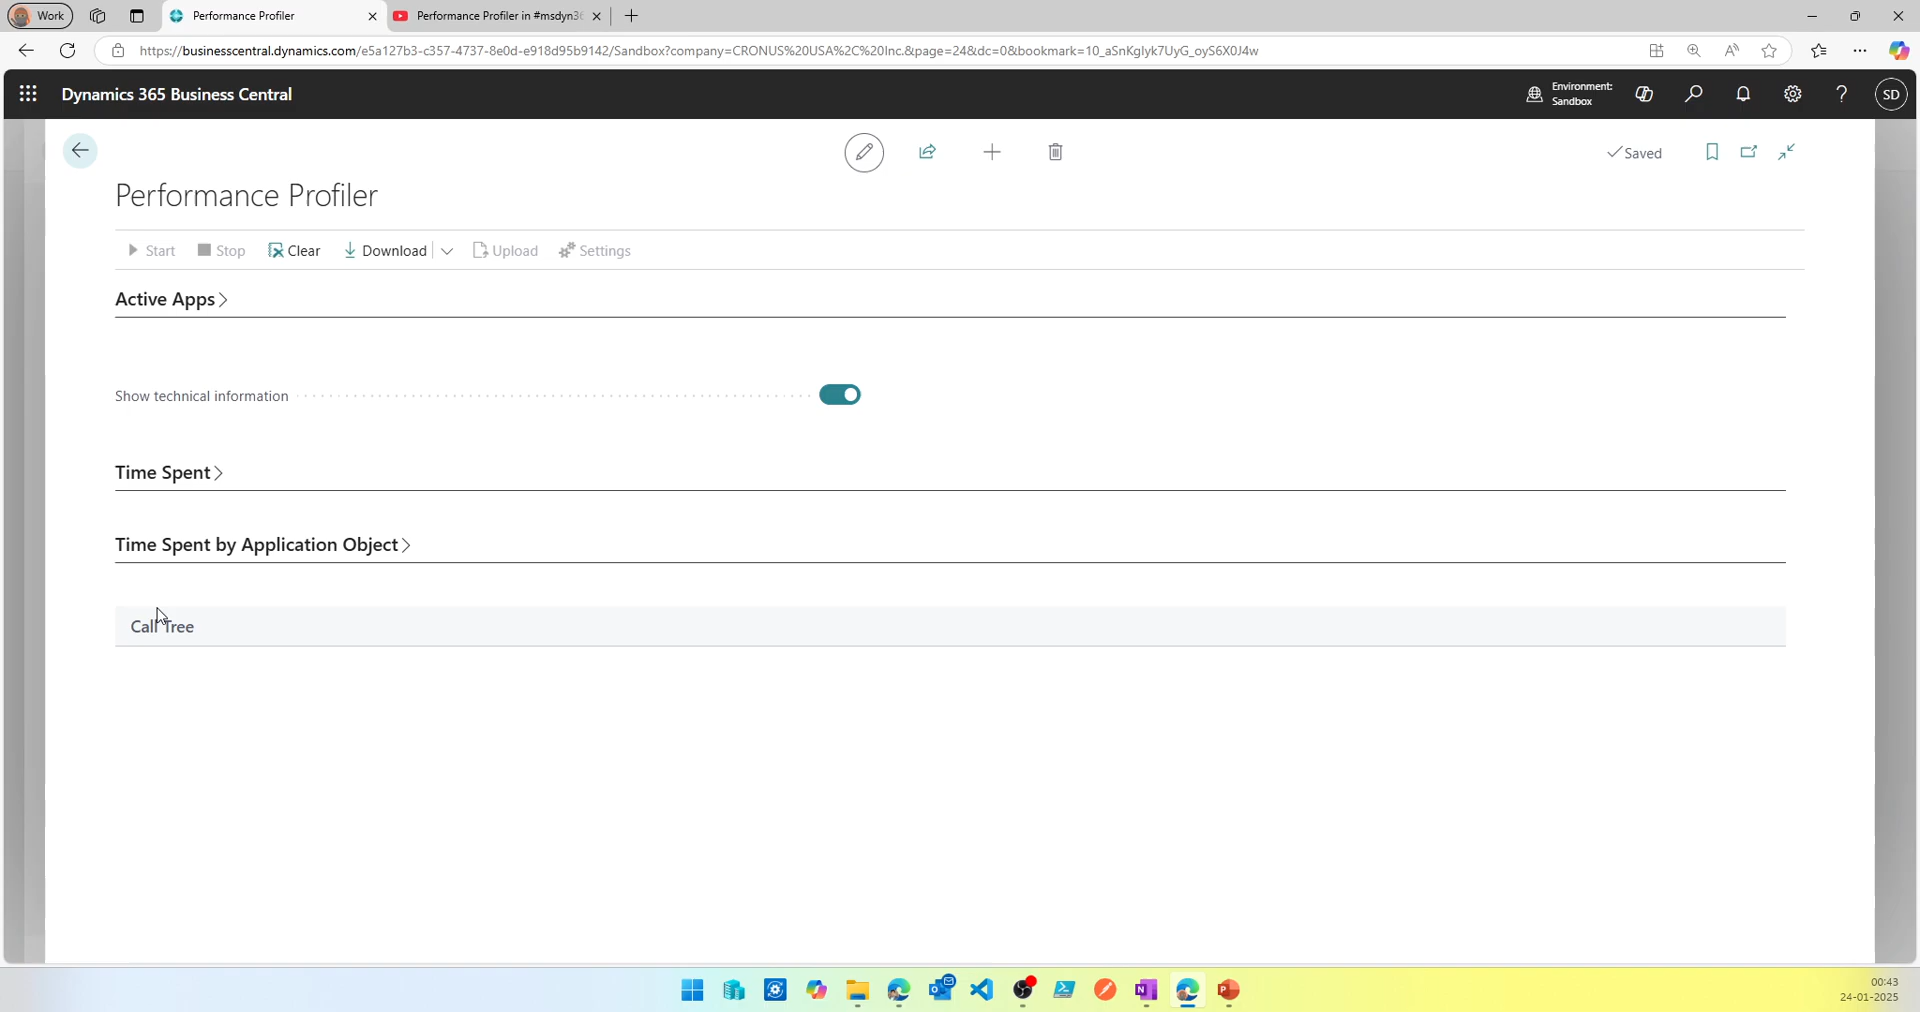 Work
Performance Profiler
Performance Profiler in #msdyn36
https://businesscentral.dynamics.com/e5a127b3-c357-4737-8e0d-e918d95b9142/Sandbox?company=CRONUS%20USA%2C%20Inc.&page=24&dc=0&bookmark=10_aSnKglyk7UyG_oyS6X0J4w
Dynamics 365 Business Central
Environment:
Sandbox
SD
Saved
Performance Profiler
Start
Stop
Clear
Download
Upload
Settings
Active Apps
Show technical information
Time Spent
Time Spent by Application Object
Call Tree
00:43
24-01-2025